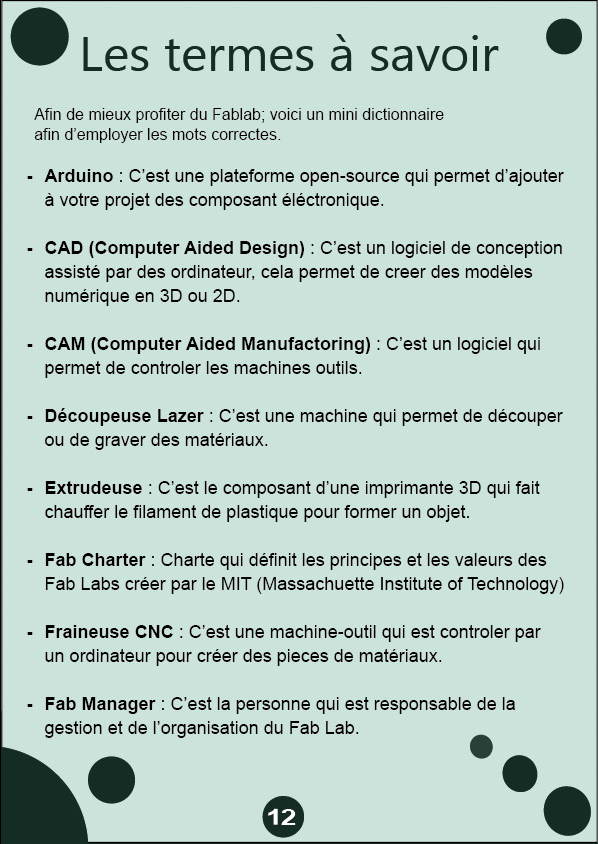 Les termes à savoir
Afin de mieux profiter du Fablab; voici un mini dictionnaire
afin d'employer les mots correctes.
- Arduino : C'est une plateforme open-source qui permet d'ajouter
à votre projet des composant éléctronique.
- CAD (Computer Aided Design) : C'est un logiciel de conception
assisté par des ordinateur, cela permet de creer des modèles
numérique en 3D ou 2D.
- CAM (Computer Aided Manufactoring) : C'est un logiciel qui
permet de controler les machines outils.
- Découpeuse Lazer : C'est une machine qui permet de découper
ou de graver des matériaux.
- Extrudeuse : C'est le composant d'une imprimante 3D qui fait
chauffer le filament de plastique pour former un objet.
- Fab Charter : Charte qui définit les principes et les valeurs des
Fab Labs créer par le MIT (Massachuette Institute of Technology)
- Fraineuse CNC : C'est une machine-outil qui est controler par
un ordinateur pour créer des pieces de matériaux.
- Fab Manager : C'est la personne qui est responsable de la
gestion et de l'organisation du Fab Lab.
12